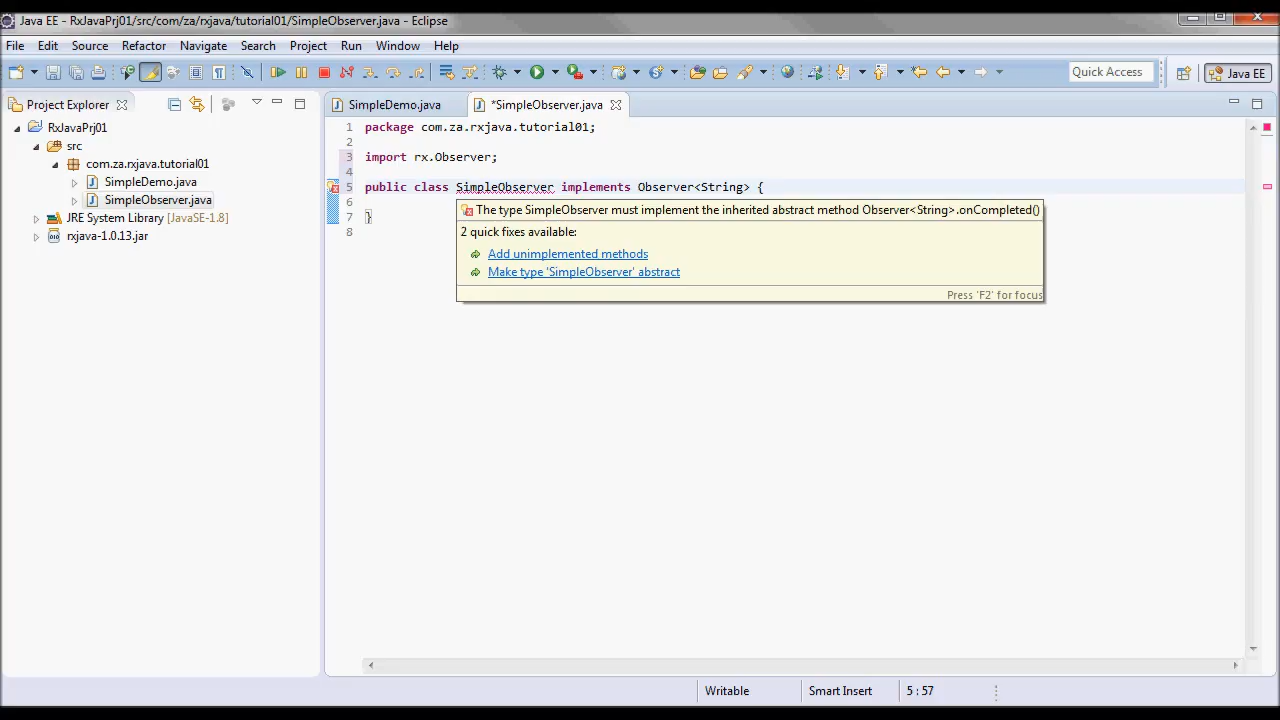 Java EE - RxJavaPrj01/src/com/za/rxjava/tutorial01/SimpleObserver.java - Eclipse
File Edit Source Refactor Navigate Search Project Run Window Help
Quick Access
Java EE
Project Explorer
RxJavaPrj01
src
com.za.rxjava.tutorial01
SimpleDemo.java
SimpleObserver.java
JRE System Library [JavaSE-1.8]
rxjava-1.0.13.jar
SimpleDemo.java
*SimpleObserver.java
1 package com.za.rxjava.tutorial01;
2
3 import rx.Observer;
4
5 public class SimpleObserver implements Observer<String> {
6
7 }
8
The type SimpleObserver must implement the inherited abstract method Observer<String>.onCompleted()
2 quick fixes available:
Add unimplemented methods
Make type 'SimpleObserver' abstract
Press 'F2' for focus
Writable
Smart Insert
5 : 57